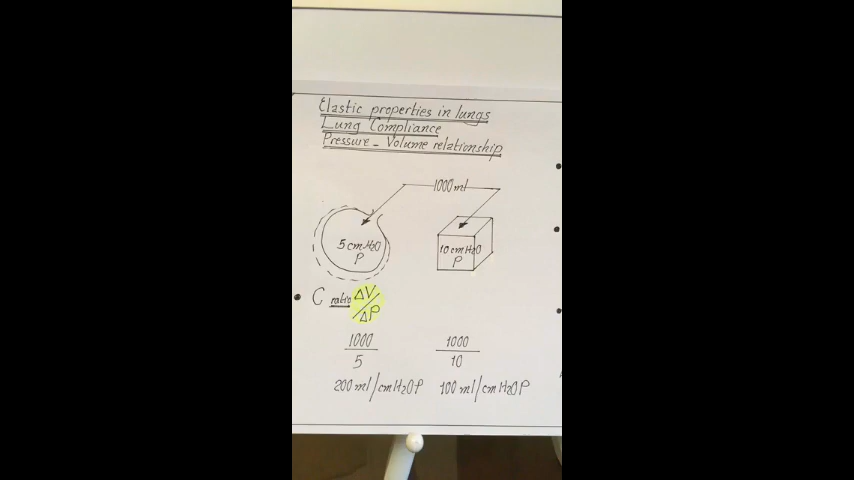 Elastic properties in lungs
Lung Compliance
Pressure - Volume relationship
1000 ml
5 cm H2O
P
10 cm H2O
P
C ratio ΔV/ΔP
1000/5
1000/10
200 ml/cm H2O P
100 ml/cm H2O P